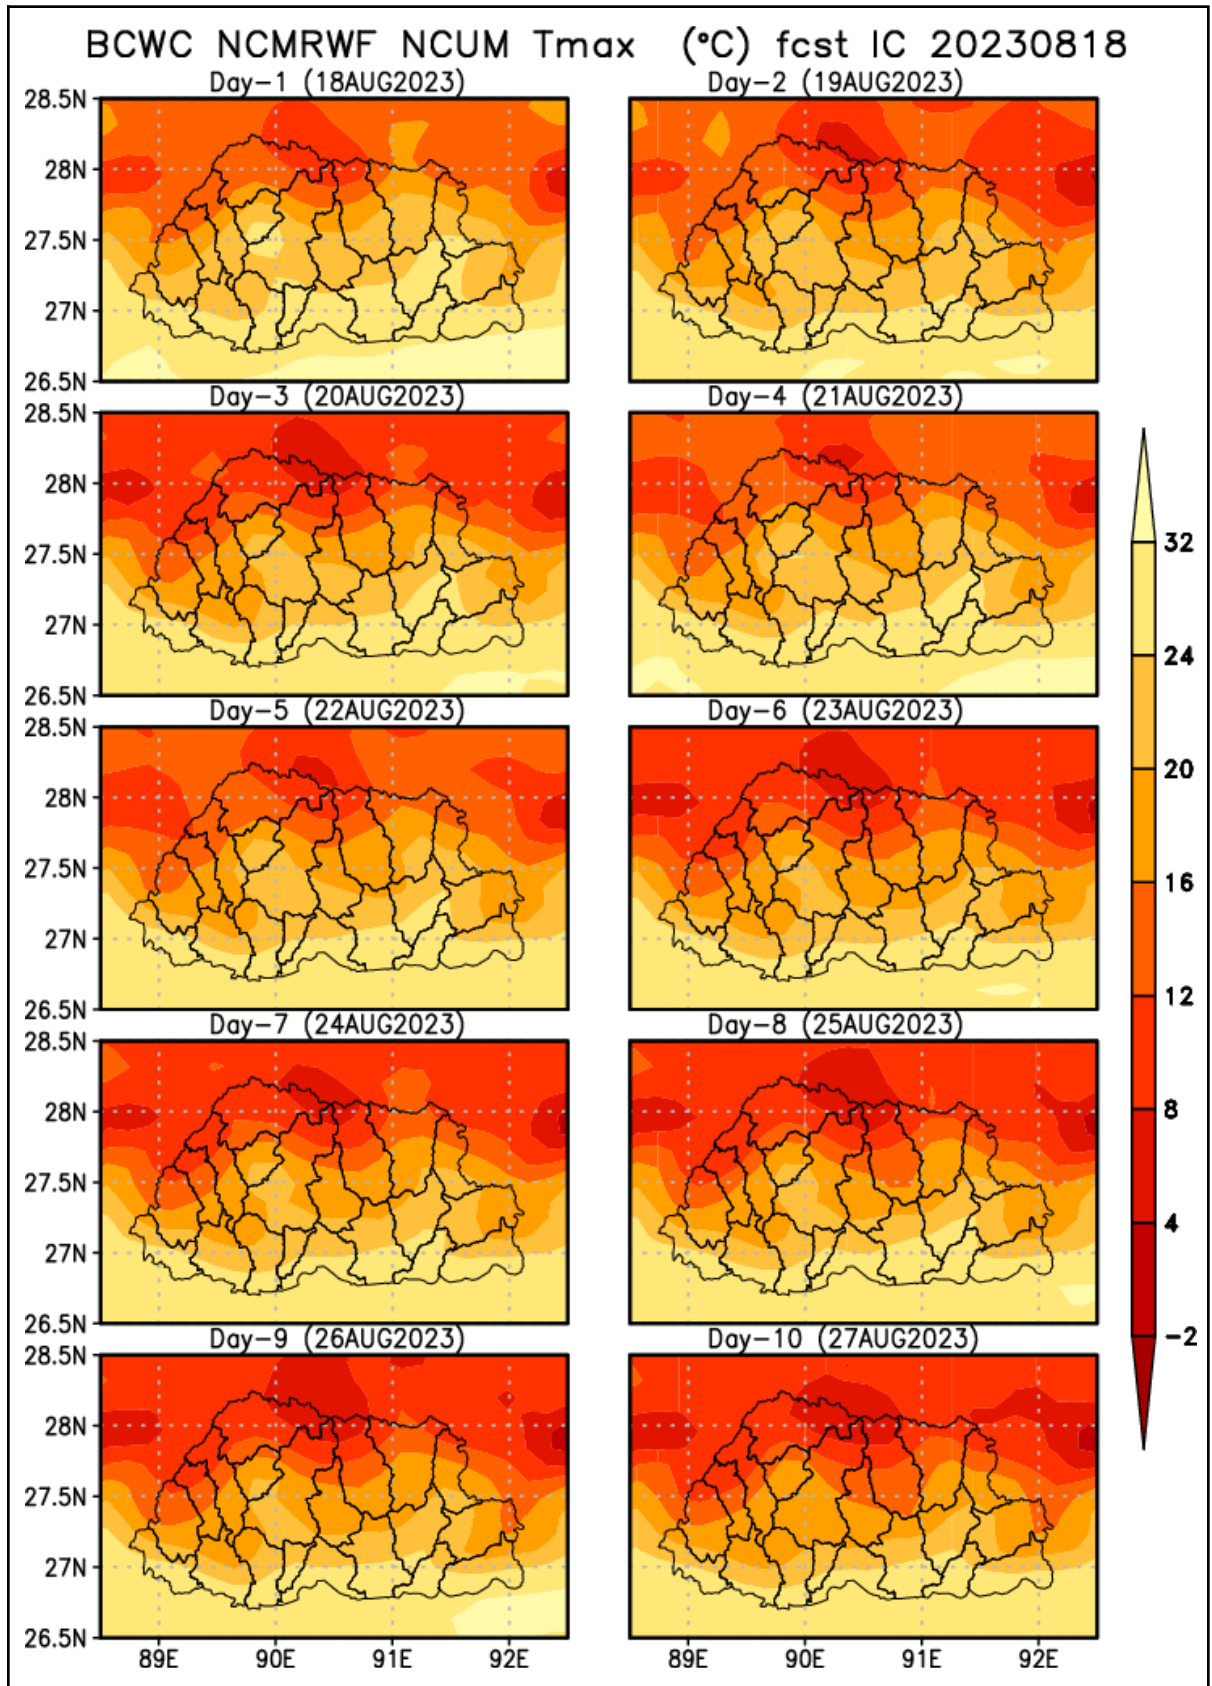 BCWC NCMRWF NCUM Tmax (°C) fcst IC 20230818
Day-1 (18AUG2023) Day-2 (19AUG2023)
28.5N
28N
27.5N
27N
26.5N
Day-3 (20AUG2023) Day-4 (21AUG2023)
28.5N
28N
27.5N
27N
26.5N
Day-5 (22AUG2023) Day-6 (23AUG2023)
28.5N
28N
27.5N
27N
26.5N
Day-7 (24AUG2023) Day-8 (25AUG2023)
28.5N
28N
27.5N
27N
26.5N
Day-9 (26AUG2023) Day-10 (27AUG2023)
28.5N
28N
27.5N
27N
26.5N
89E 90E 91E 92E 89E 90E 91E 92E
32
24
20
16
12
8
4
-2